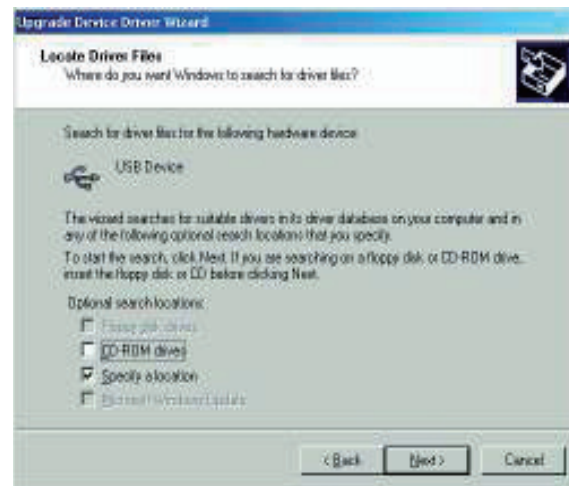 Upgrade Device Driver Wizard
Locate Driver Files
Where do you want Windows to search for driver files?
Search for driver files for the following hardware device
USB Device
The wizard searches for suitable drivers in its driver database on your computer and in
any of the following optional search locations that you specify.
To start the search, click Next. If you are searching on a floppy disk or CD-ROM drive,
insert the floppy disk or CD before clicking Next.
Optional search locations:
Floppy disk drives
CD-ROM drives
Specify a location
Microsoft Windows Update
< Back
Next >
Cancel